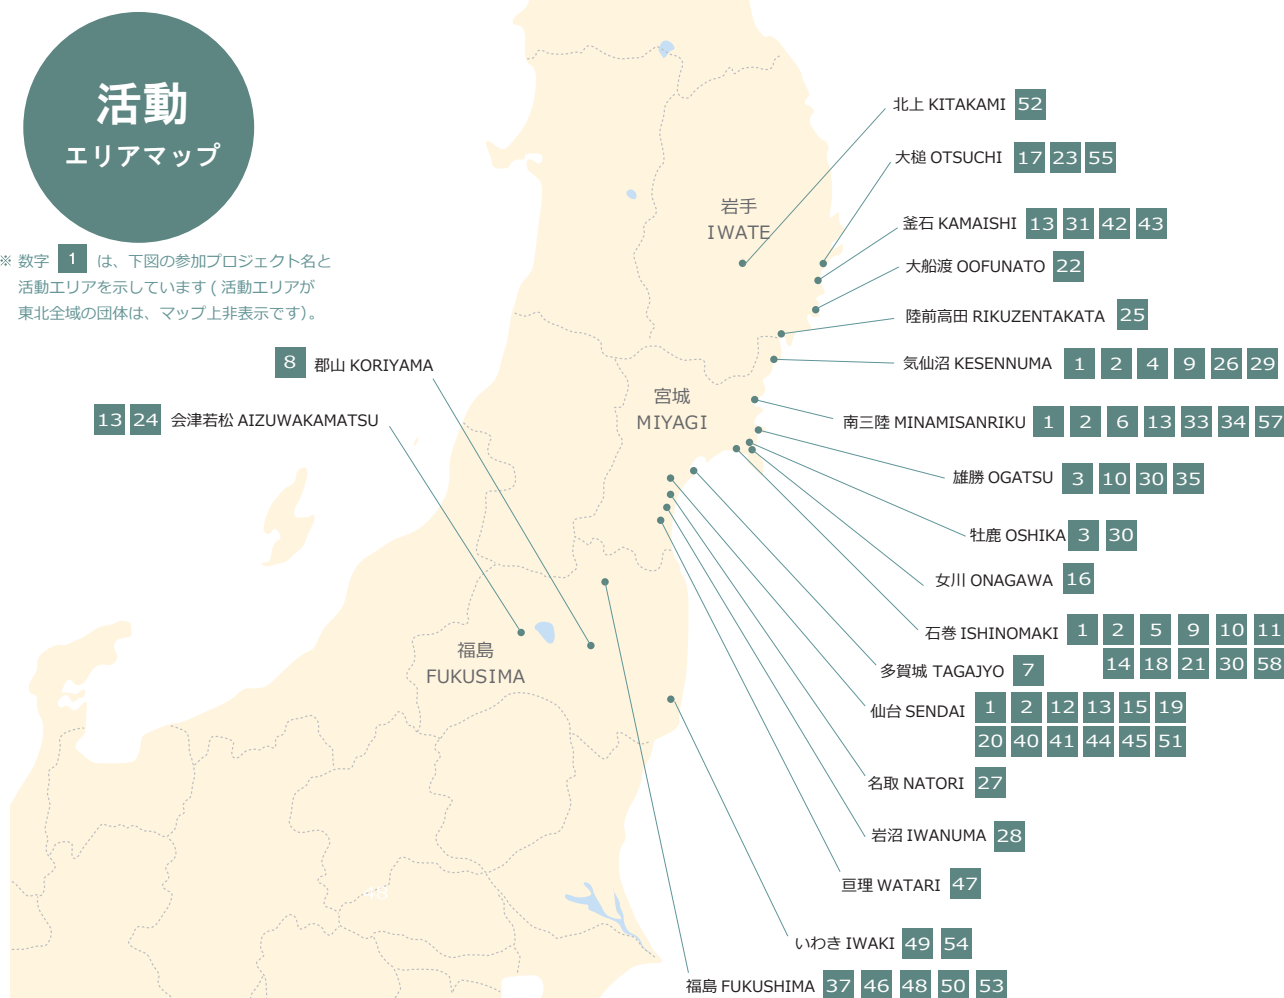 活動
エリアマップ
※ 数字 1 は、下図の参加プロジェクト名と
活動エリアを示しています ( 活動エリアが
東北全域の団体は、マップ上非表示です)。
8 郡山 KORIYAMA
13 24 会津若松 AIZUWAKAMATSU
岩手
IWATE
宮城
MIYAGI
福島
FUKUSIMA
北上 KITAKAMI 52
大槌 OTSUCHI 17 23 55
釜石 KAMAISHI 13 31 42 43
大船渡 OOFUNATO 22
陸前高田 RIKUZENTAKATA 25
気仙沼 KESENNUMA 1 2 4 9 26 29
南三陸 MINAMISANRIKU 1 2 6 13 33 34 57
雄勝 OGATSU 3 10 30 35
牡鹿 OSHIKA 3 30
女川 ONAGAWA 16
石巻 ISHINOMAKI 1 2 5 9 10 11
14 18 21 30 58
多賀城 TAGAJYO 7
仙台 SENDAI 1 2 12 13 15 19
20 40 41 44 45 51
名取 NATORI 27
岩沼 IWANUMA 28
亘理 WATARI 47
いわき IWAKI 49 54
福島 FUKUSHIMA 37 46 48 50 53